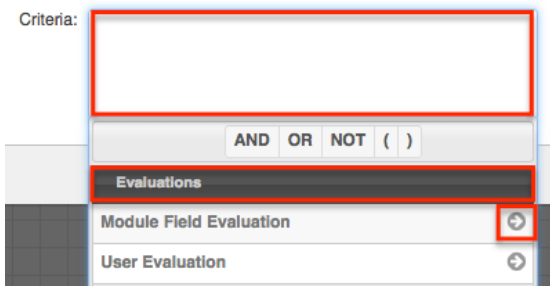 Criteria:
AND OR NOT ( )
Evaluations
Module Field Evaluation
User Evaluation